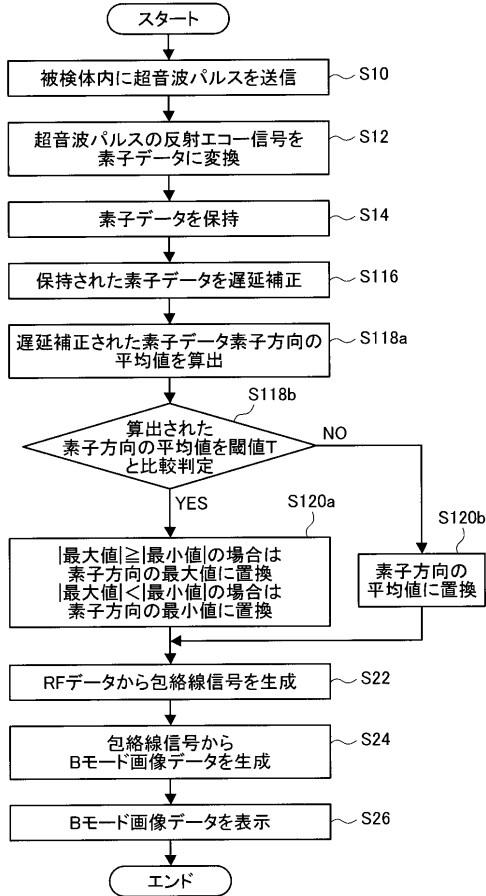 スタート
被検体内に超音波パルスを送信
S10
超音波パルスの反射エコー信号を
素子データに変換
S12
素子データを保持
S14
保持された素子データを遅延補正
S116
遅延補正された素子データ素子方向の
平均値を算出
S118a
算出された
素子方向の平均値を閾値T
と比較判定
S118b
NO
YES
S120a
|最大値|≧|最小値|の場合は
素子方向の最大値に置換
|最大値|<|最小値|の場合は
素子方向の最小値に置換
S120b
素子方向の
平均値に置換
RFデータから包絡線信号を生成
S22
包絡線信号から
Bモード画像データを生成
S24
Bモード画像データを表示
S26
エンド